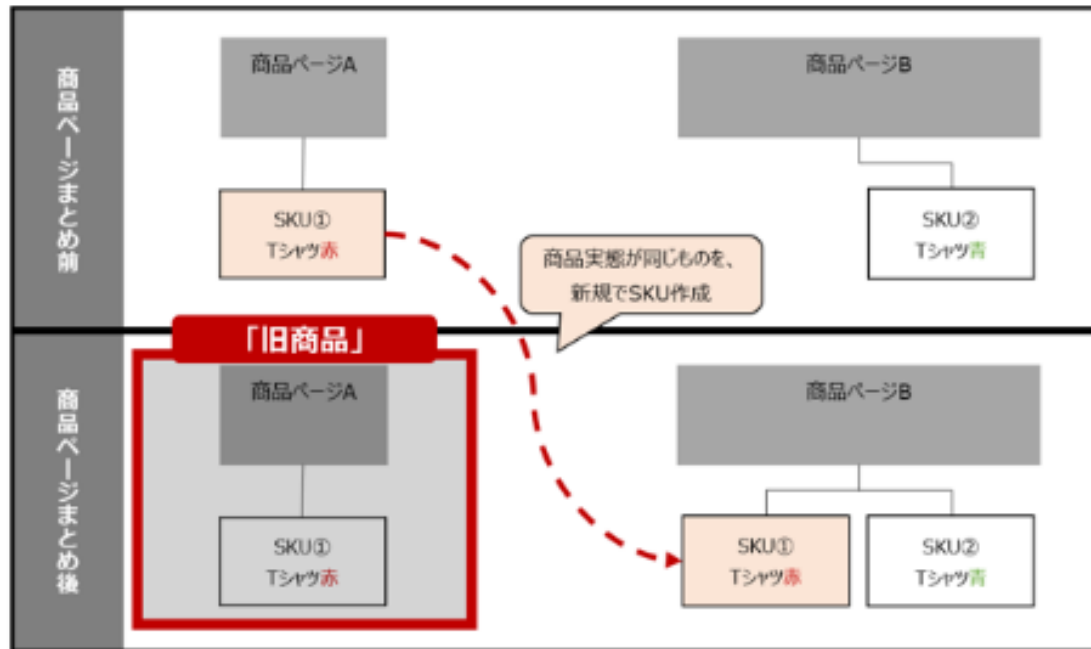 商品ページまとめ前
商品ページA
商品ページB
SKU①
Tシャツ赤
SKU②
Tシャツ青
商品実態が同じものを、
新規でSKU作成
「旧商品」
商品ページまとめ後
商品ページA
商品ページB
SKU①
Tシャツ赤
SKU①
Tシャツ赤
SKU②
Tシャツ青